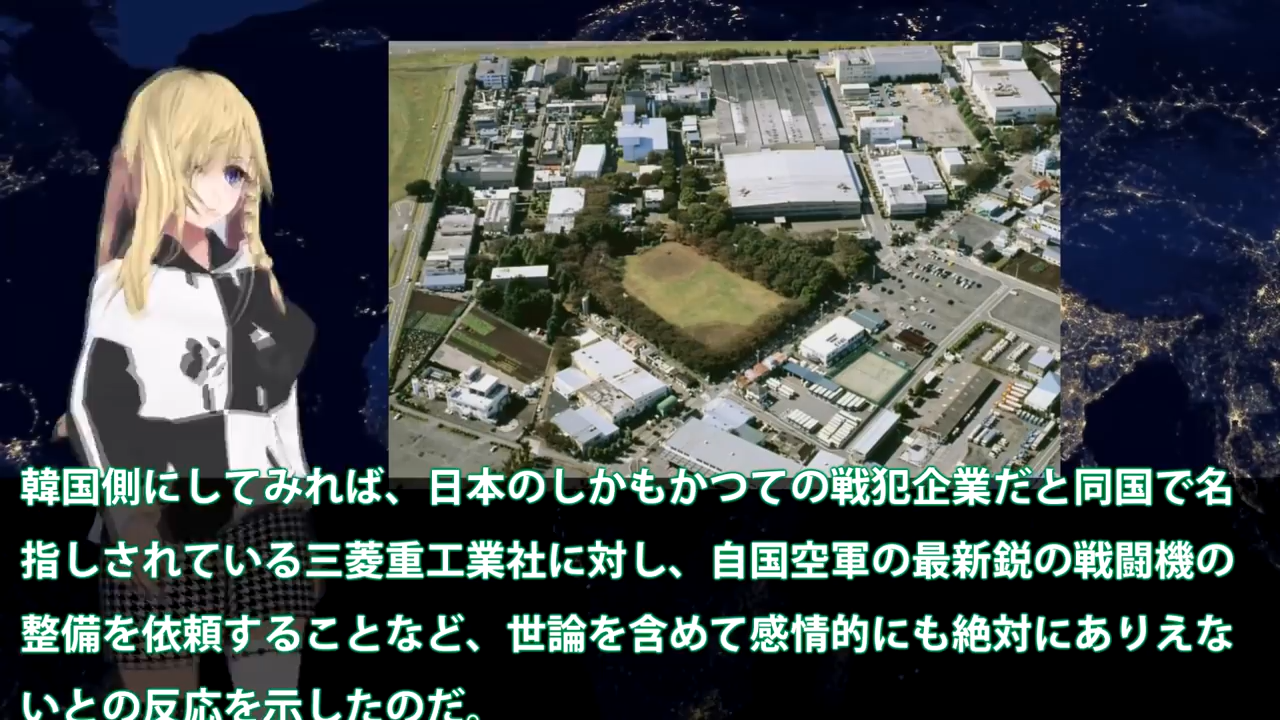 韓国側にしてみれば、日本のしかもかつての戦犯企業だと同国で名
指しされている三菱重工業社に対し、自国空軍の最新鋭の戦闘機の
整備を依頼することなど、世論を含めて感情的にも絶対にありえな
いとの反応を示したのだ。